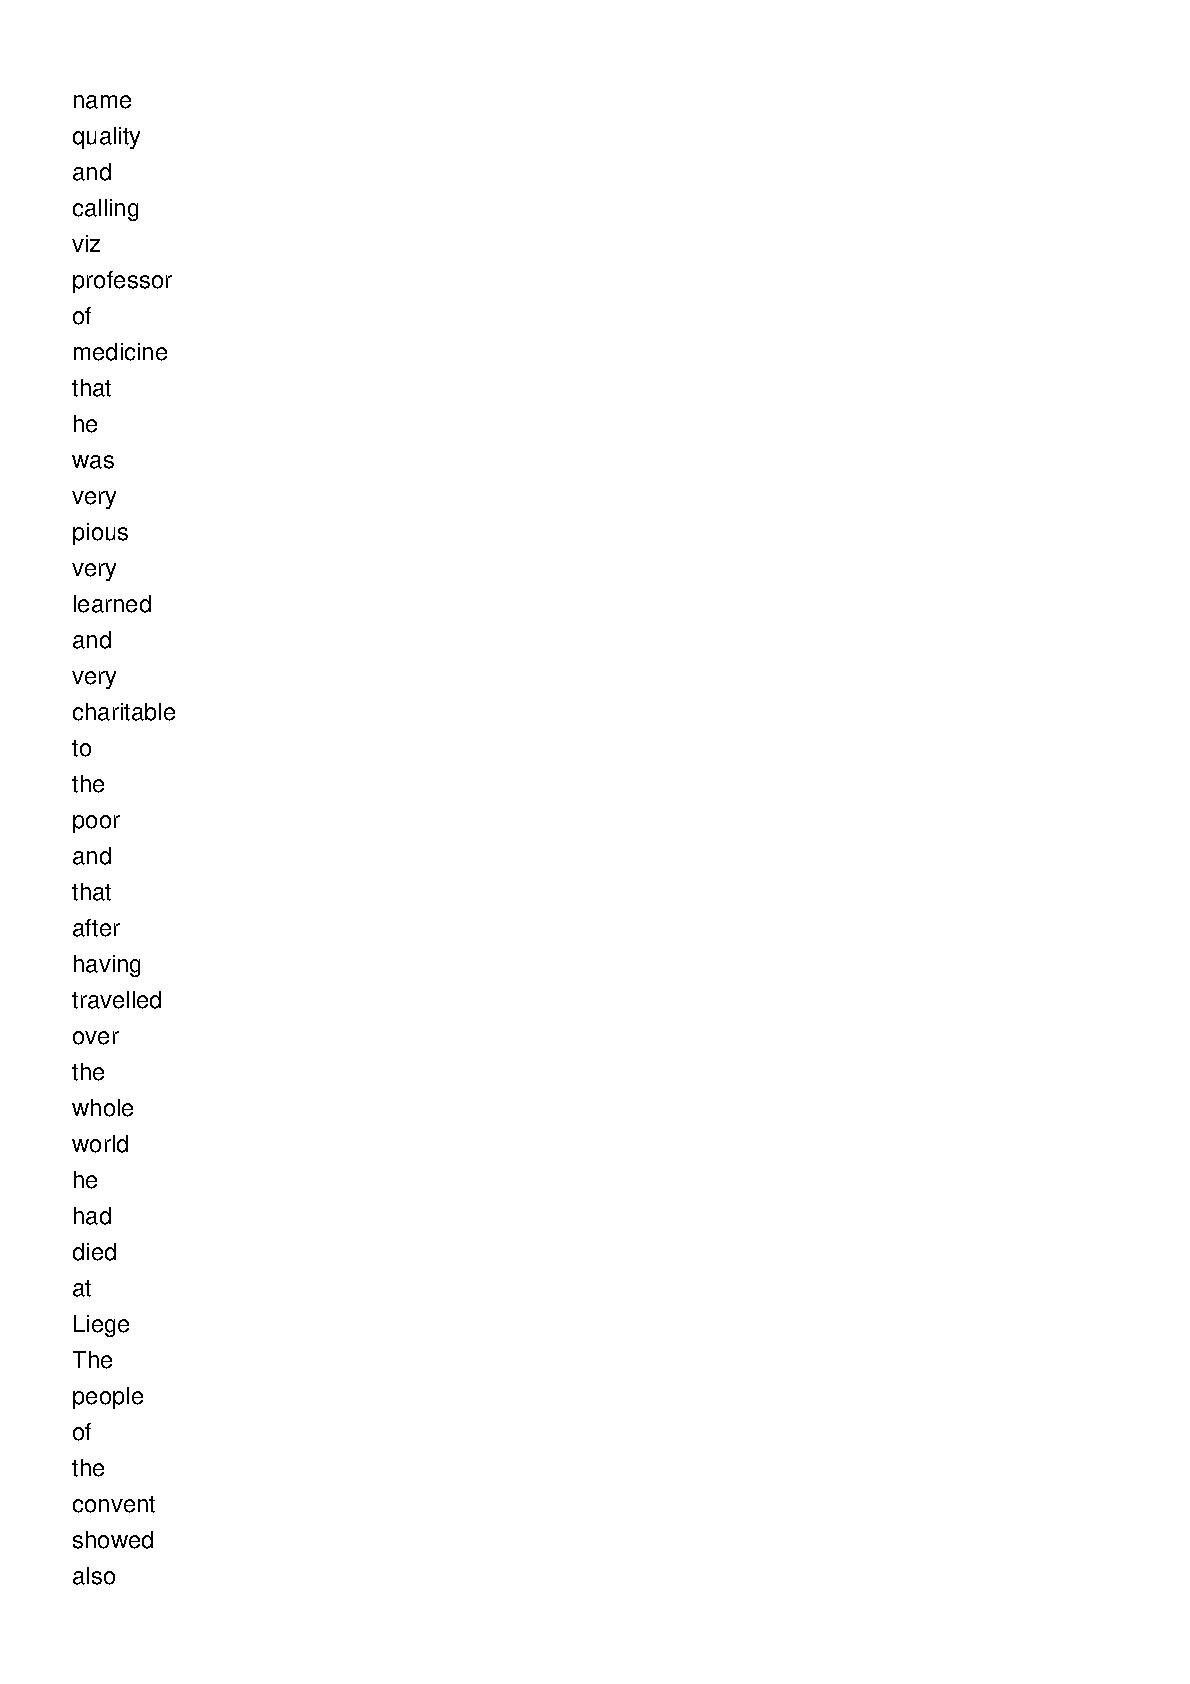 name
quality
and
calling
viz
professor
of
medicine
that
he
was
very
pious
very
learned
and
very
charitable
to
the
poor
and
that
after
having
travelled
over
the
whole
world
he
had
died
at
Liege
The
people
of
the
convent
showed
also